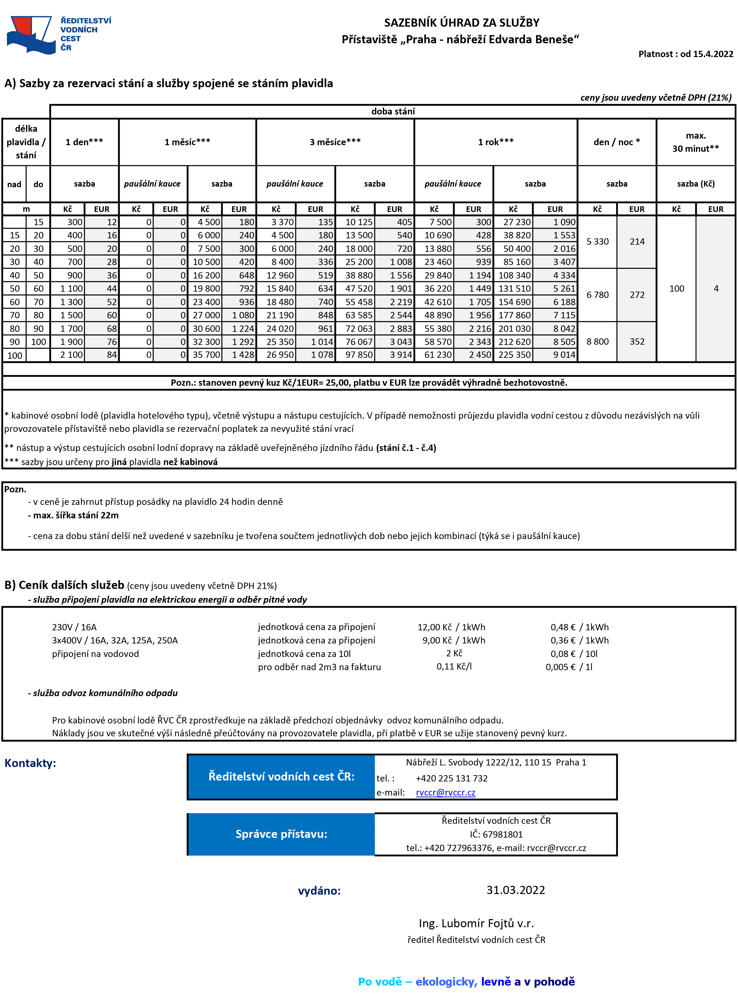 ŘEDITELSTVÍ
VODNÍCH
CEST
ČR
SAZEBNÍK ÚHRAD ZA SLUŽBY
Přístaviště „Praha - nábřeží Edvarda Beneše“
Platnost : od 15.4.2022
A) Sazby za rezervaci stání a služby spojené se stáním plavidla
ceny jsou uvedeny včetně DPH (21%)
doba stání
délka plavidla / stání 1 den*** 1 měsíc*** 3 měsíce*** 1 rok*** den / noc * max. 30 minut**
nad do sazba paušální kauce sazba paušální kauce sazba paušální kauce sazba sazba sazba (Kč)
m Kč EUR Kč EUR Kč EUR Kč EUR Kč EUR Kč EUR Kč EUR Kč EUR Kč EUR
15 300 12 0 0 4 500 180 3 370 135 10 125 405 7 500 300 27 230 1 090
15 20 400 16 0 0 6 000 240 4 500 180 13 500 540 10 690 428 38 820 1 553
5 330 214
20 30 500 20 0 0 7 500 300 6 000 240 18 000 720 13 880 556 50 400 2 016
30 40 700 28 0 0 10 500 420 8 400 336 25 200 1 008 23 460 939 85 160 3 407
40 50 900 36 0 0 16 200 648 12 960 519 38 880 1 556 29 840 1 194 108 340 4 334
50 60 1 100 44 0 0 19 800 792 15 840 634 47 520 1 901 36 220 1 449 131 510 5 261 100 4
6 780 272
60 70 1 300 52 0 0 23 400 936 18 480 740 55 458 2 219 42 610 1 705 154 690 6 188
70 80 1 500 60 0 0 27 000 1 080 21 190 848 63 585 2 544 48 890 1 956 177 860 7 115
80 90 1 700 68 0 0 30 600 1 224 24 020 961 72 063 2 883 55 380 2 216 201 030 8 042
90 100 1 900 76 0 0 32 300 1 292 25 350 1 014 76 067 3 043 58 570 2 343 212 620 8 505 8 800 352
100 2 100 84 0 0 35 700 1 428 26 950 1 078 97 850 3 914 61 230 2 450 225 350 9 014
Pozn.: stanoven pevný kuz Kč/1EUR= 25,00, platbu v EUR lze provádět výhradně bezhotovostně.
* kabinové osobní lodě (plavidla hotelového typu), včetně výstupu a nástupu cestujících. V případě nemožnosti průjezdu plavidla vodní cestou z důvodu nezávislých na vůli
provozovatele přístaviště nebo plavidla se rezervační poplatek za nevyužité stání vrací
** nástup a výstup cestujících osobní lodní dopravy na základě uveřejněného jízdního řádu (stání č.1 - č.4)
*** sazby jsou určeny pro jiná plavidla než kabinová
Pozn.
- v ceně je zahrnut přístup posádky na plavidlo 24 hodin denně
- max. šířka stání 22m
- cena za dobu stání delší než uvedené v sazebníku je tvořena součtem jednotlivých dob nebo jejich kombinací (týká se i paušální kauce)
B) Ceník dalších služeb (ceny jsou uvedeny včetně DPH 21%)
- služba připojení plavidla na elektrickou energii a odběr pitné vody
230V / 16A jednotková cena za připojení 12,00 Kč / 1kWh 0,48 € / 1kWh
3x400V / 16A, 32A, 125A, 250A jednotková cena za připojení 9,00 Kč / 1kWh 0,36 € / 1kWh
připojení na vodovod jednotková cena za 10l 2 Kč 0,08 € / 10l
pro odběr nad 2m3 na fakturu 0,11 Kč/l 0,005 € / 1l
- služba odvoz komunálního odpadu
Pro kabinové osobní lodě ŘVC ČR zprostředkuje na základě předchozí objednávky odvoz komunálního odpadu.
Náklady jsou ve skutečné výši následně přeúčtovány na provozovatele plavidla, při platbě v EUR se užije stanovený pevný kurz.
Kontakty:
Ředitelství vodních cest ČR:
Nábřeží L. Svobody 1222/12, 110 15 Praha 1
tel. : +420 225 131 732
e-mail: rvccr@rvccr.cz
Správce přístavu:
Ředitelství vodních cest ČR
IČ: 67981801
tel.: +420 727963376, e-mail: rvccr@rvccr.cz
vydáno: 31.03.2022
Ing. Lubomír Fojtů v.r.
ředitel Ředitelství vodních cest ČR
Po vodě – ekologicky, levně a v pohodě